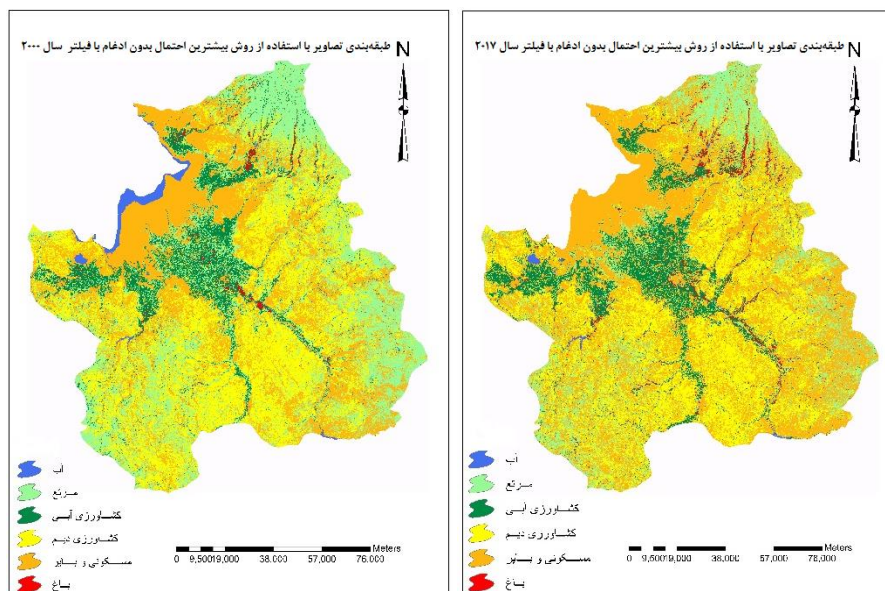 طبقه‌بندی تصاویر با استفاده از روش بیشترین احتمال بدون ادغام با فیلتر سال ۲۰۰۰
N
آب
مرتع
کشاورزی آبی
کشاورزی دیم
مسکونی و بایر
باغ
Meters
0 9,500 19,000 38,000 57,000 76,000
طبقه‌بندی تصاویر با استفاده از روش بیشترین احتمال بدون ادغام با فیلتر سال ۲۰۱۷
N
آب
مرتع
کشاورزی آبی
کشاورزی دیم
مسکونی و بایر
باغ
Meters
0 9,500 19,000 38,000 57,000 78,000